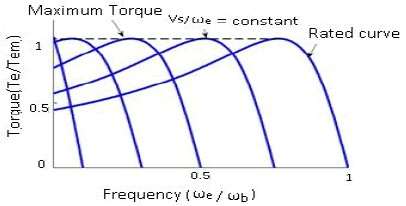 Maximum Torque
Vs/ωe = constant
Rated curve
Torque(Te/Tem)
1
0.5
0
0.5
1
Frequency (ωe / ωb)